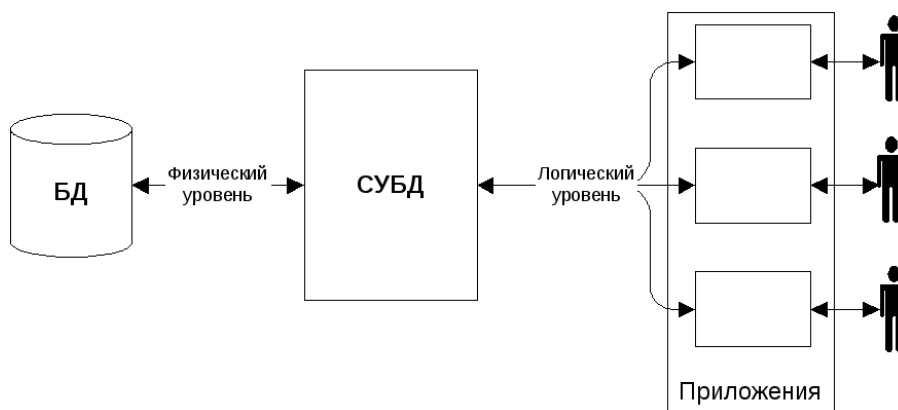 БД
Физический
уровень
СУБД
Логический
уровень
Приложения